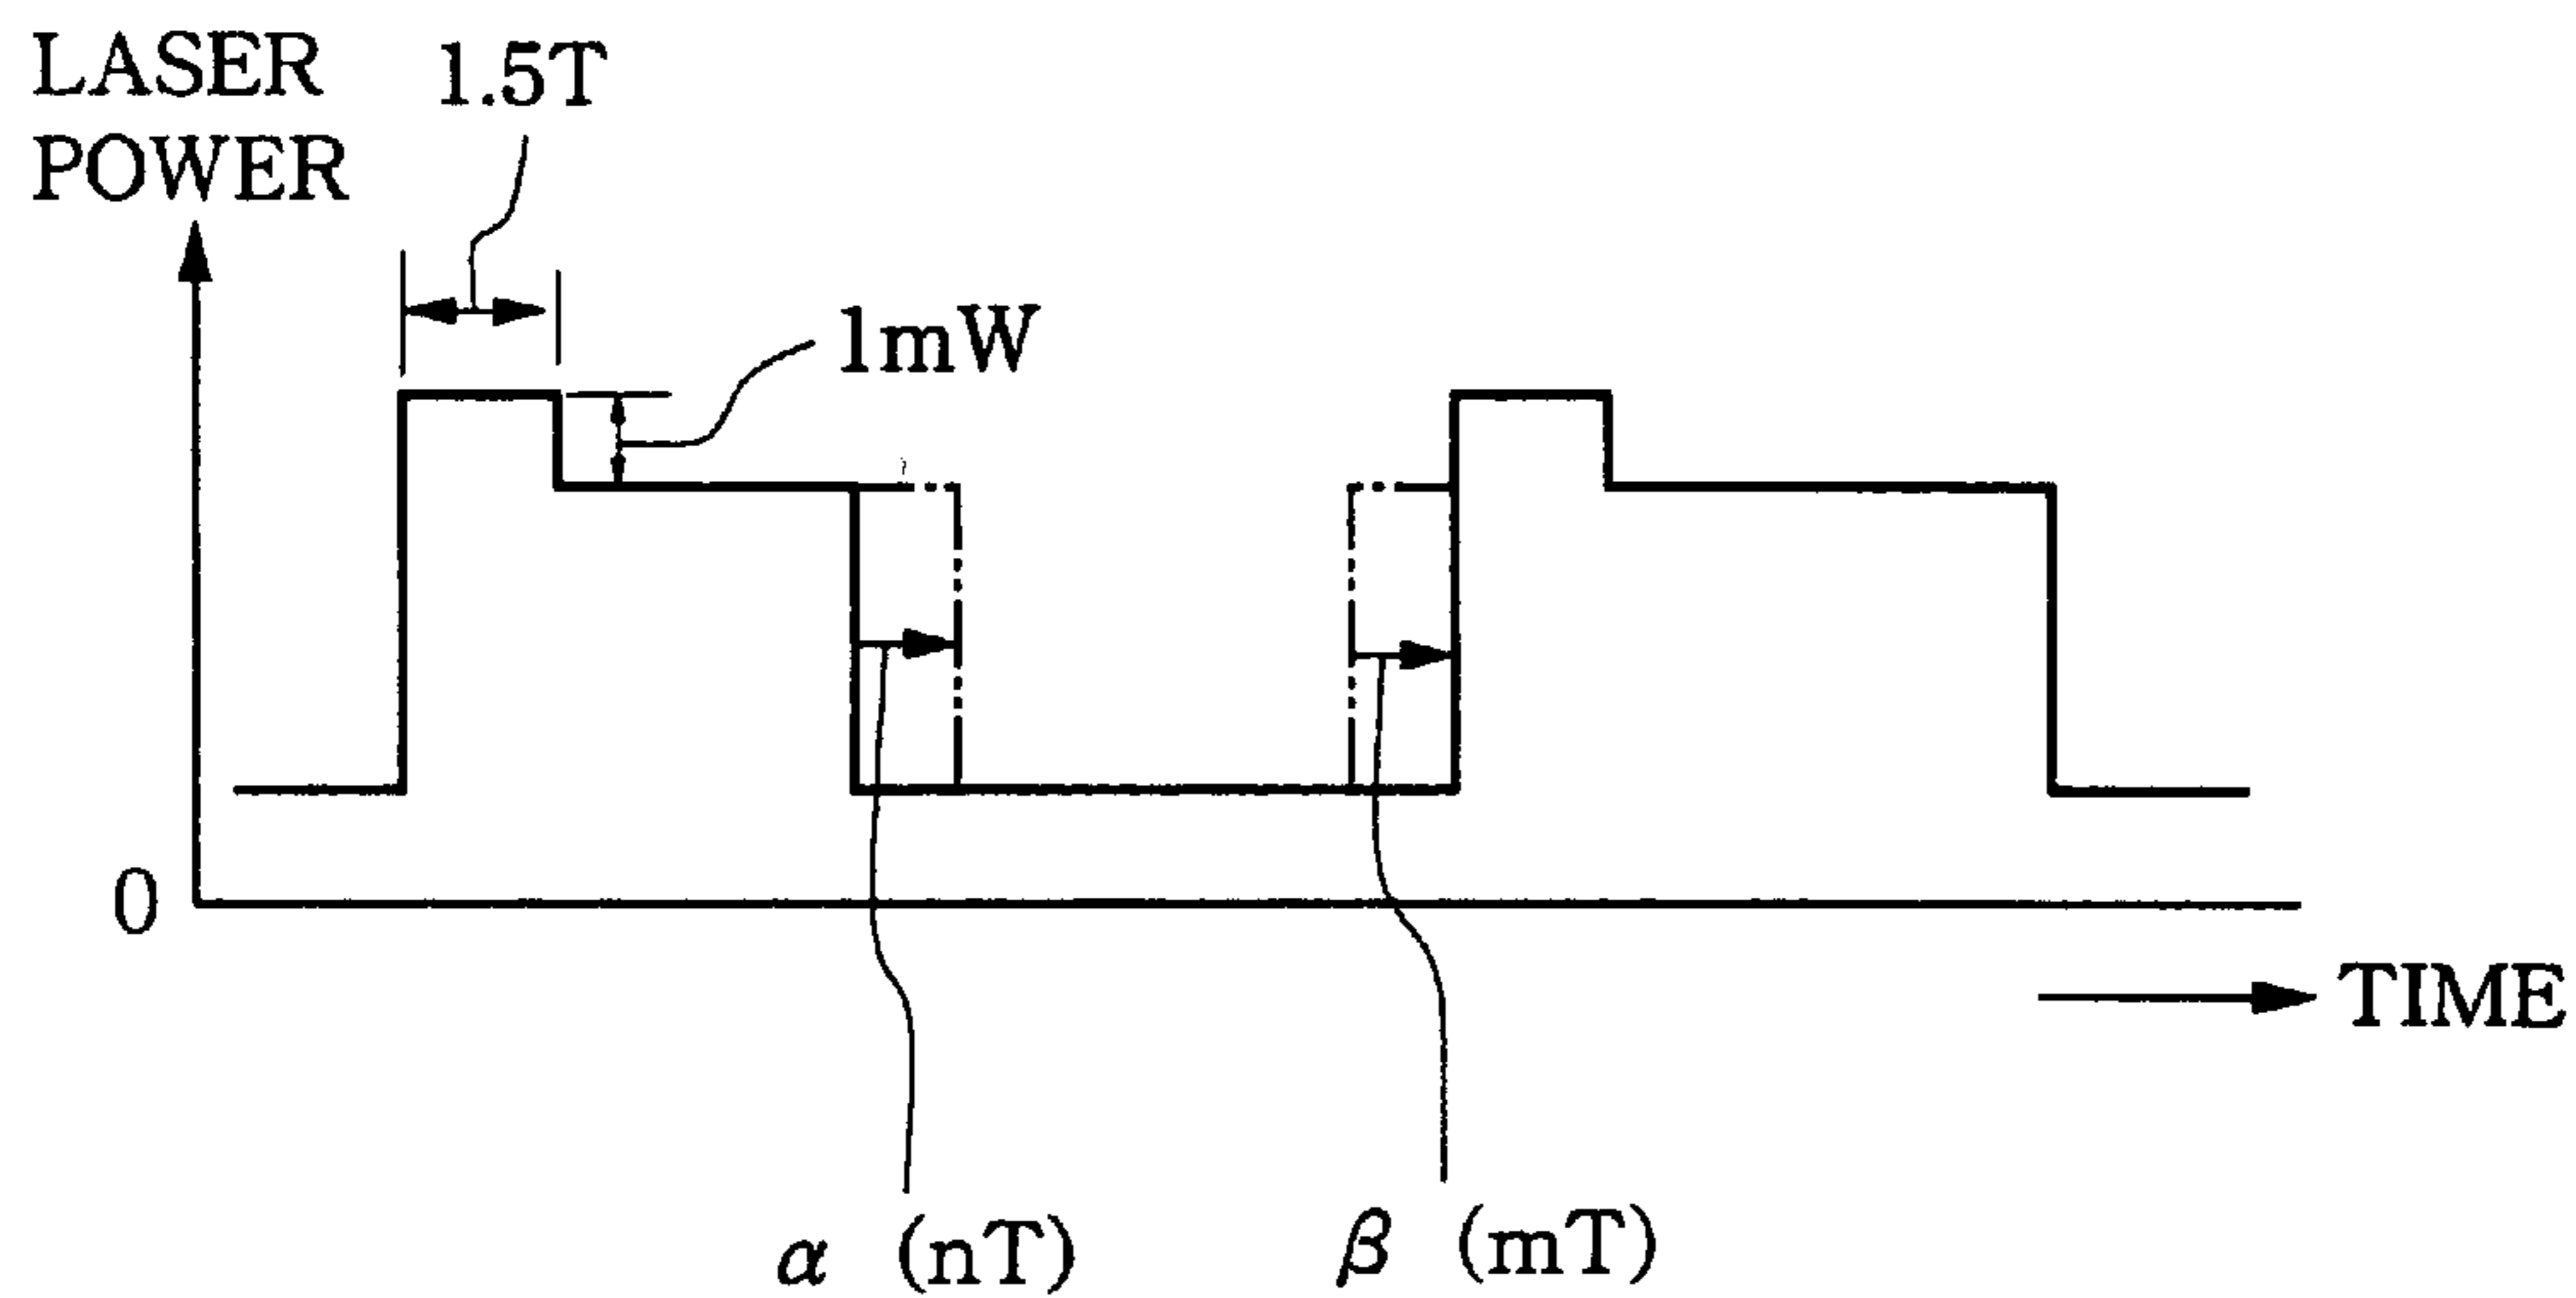 LASER
POWER
1.5T
1mW
0
TIME
α (nT)
β (mT)